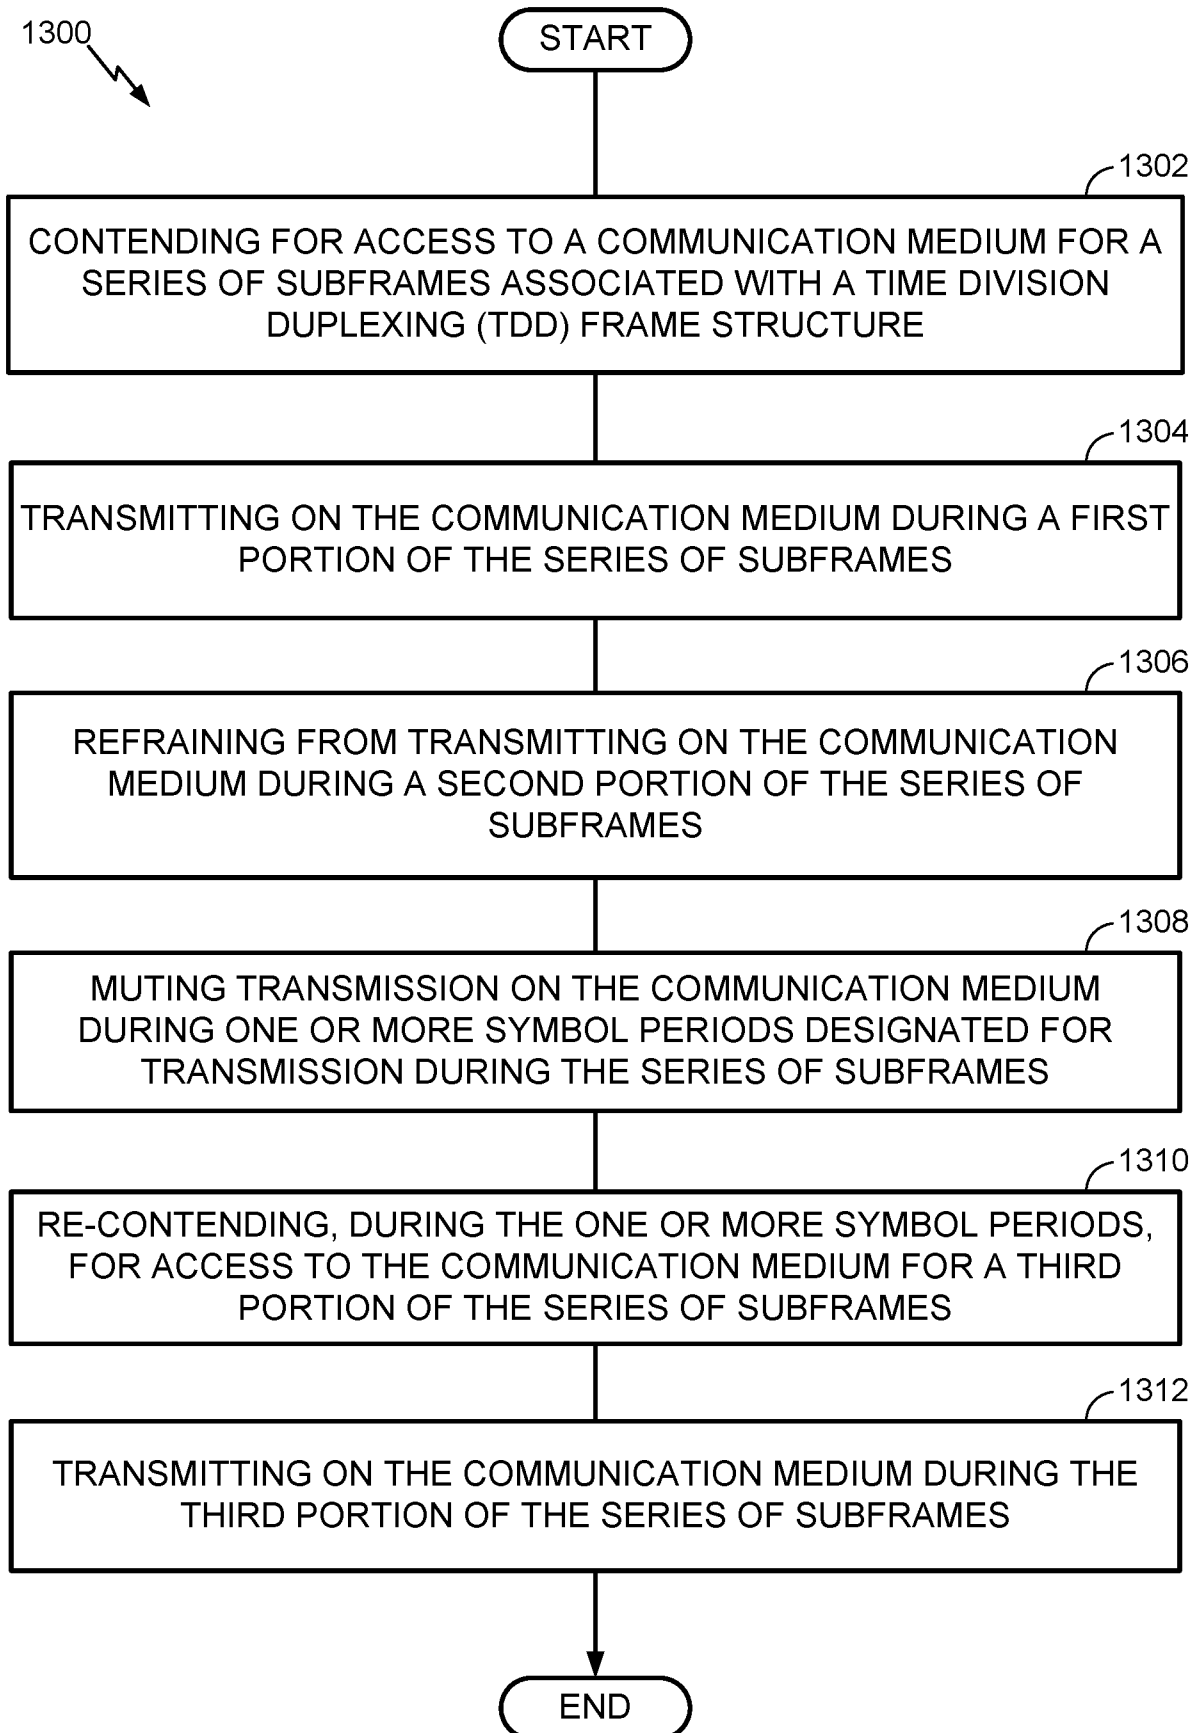 1300
START
1302
CONTENDING FOR ACCESS TO A COMMUNICATION MEDIUM FOR A
SERIES OF SUBFRAMES ASSOCIATED WITH A TIME DIVISION
DUPLEXING (TDD) FRAME STRUCTURE
1304
TRANSMITTING ON THE COMMUNICATION MEDIUM DURING A FIRST
PORTION OF THE SERIES OF SUBFRAMES
1306
REFRAINING FROM TRANSMITTING ON THE COMMUNICATION
MEDIUM DURING A SECOND PORTION OF THE SERIES OF
SUBFRAMES
1308
MUTING TRANSMISSION ON THE COMMUNICATION MEDIUM
DURING ONE OR MORE SYMBOL PERIODS DESIGNATED FOR
TRANSMISSION DURING THE SERIES OF SUBFRAMES
1310
RE-CONTENDING, DURING THE ONE OR MORE SYMBOL PERIODS,
FOR ACCESS TO THE COMMUNICATION MEDIUM FOR A THIRD
PORTION OF THE SERIES OF SUBFRAMES
1312
TRANSMITTING ON THE COMMUNICATION MEDIUM DURING THE
THIRD PORTION OF THE SERIES OF SUBFRAMES
END